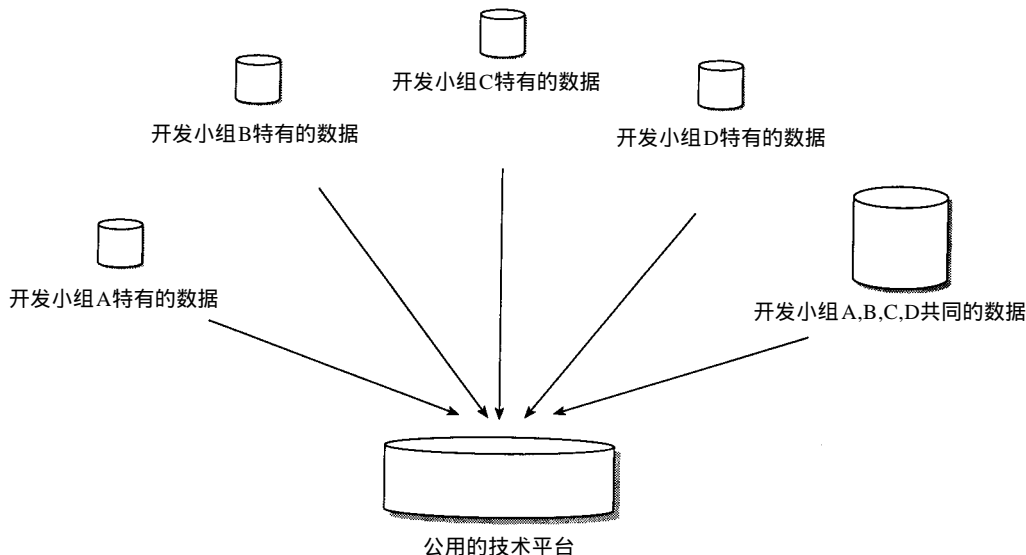 开发小组C特有的数据
开发小组B特有的数据
开发小组D特有的数据
开发小组A特有的数据
开发小组A,B,C,D共同的数据
公用的技术平台